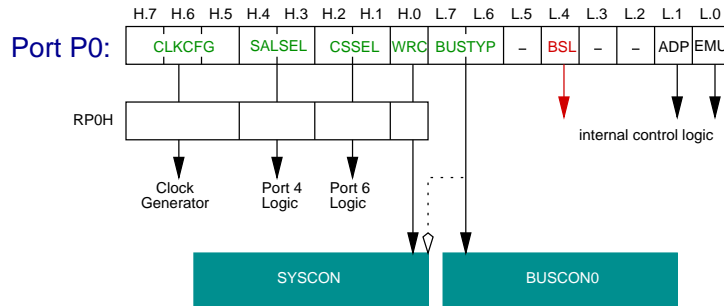 H.7 H.6 H.5 H.4 H.3 H.2 H.1 H.0 L.7 L.6 L.5 L.4 L.3 L.2 L.1 L.0
Port P0: CLKCFG SALSEL CSSEL WRC BUSTYP – BSL – – ADP EMU
RP0H
internal control logic
Clock Generator
Port 4 Logic
Port 6 Logic
SYSCON
BUSCON0